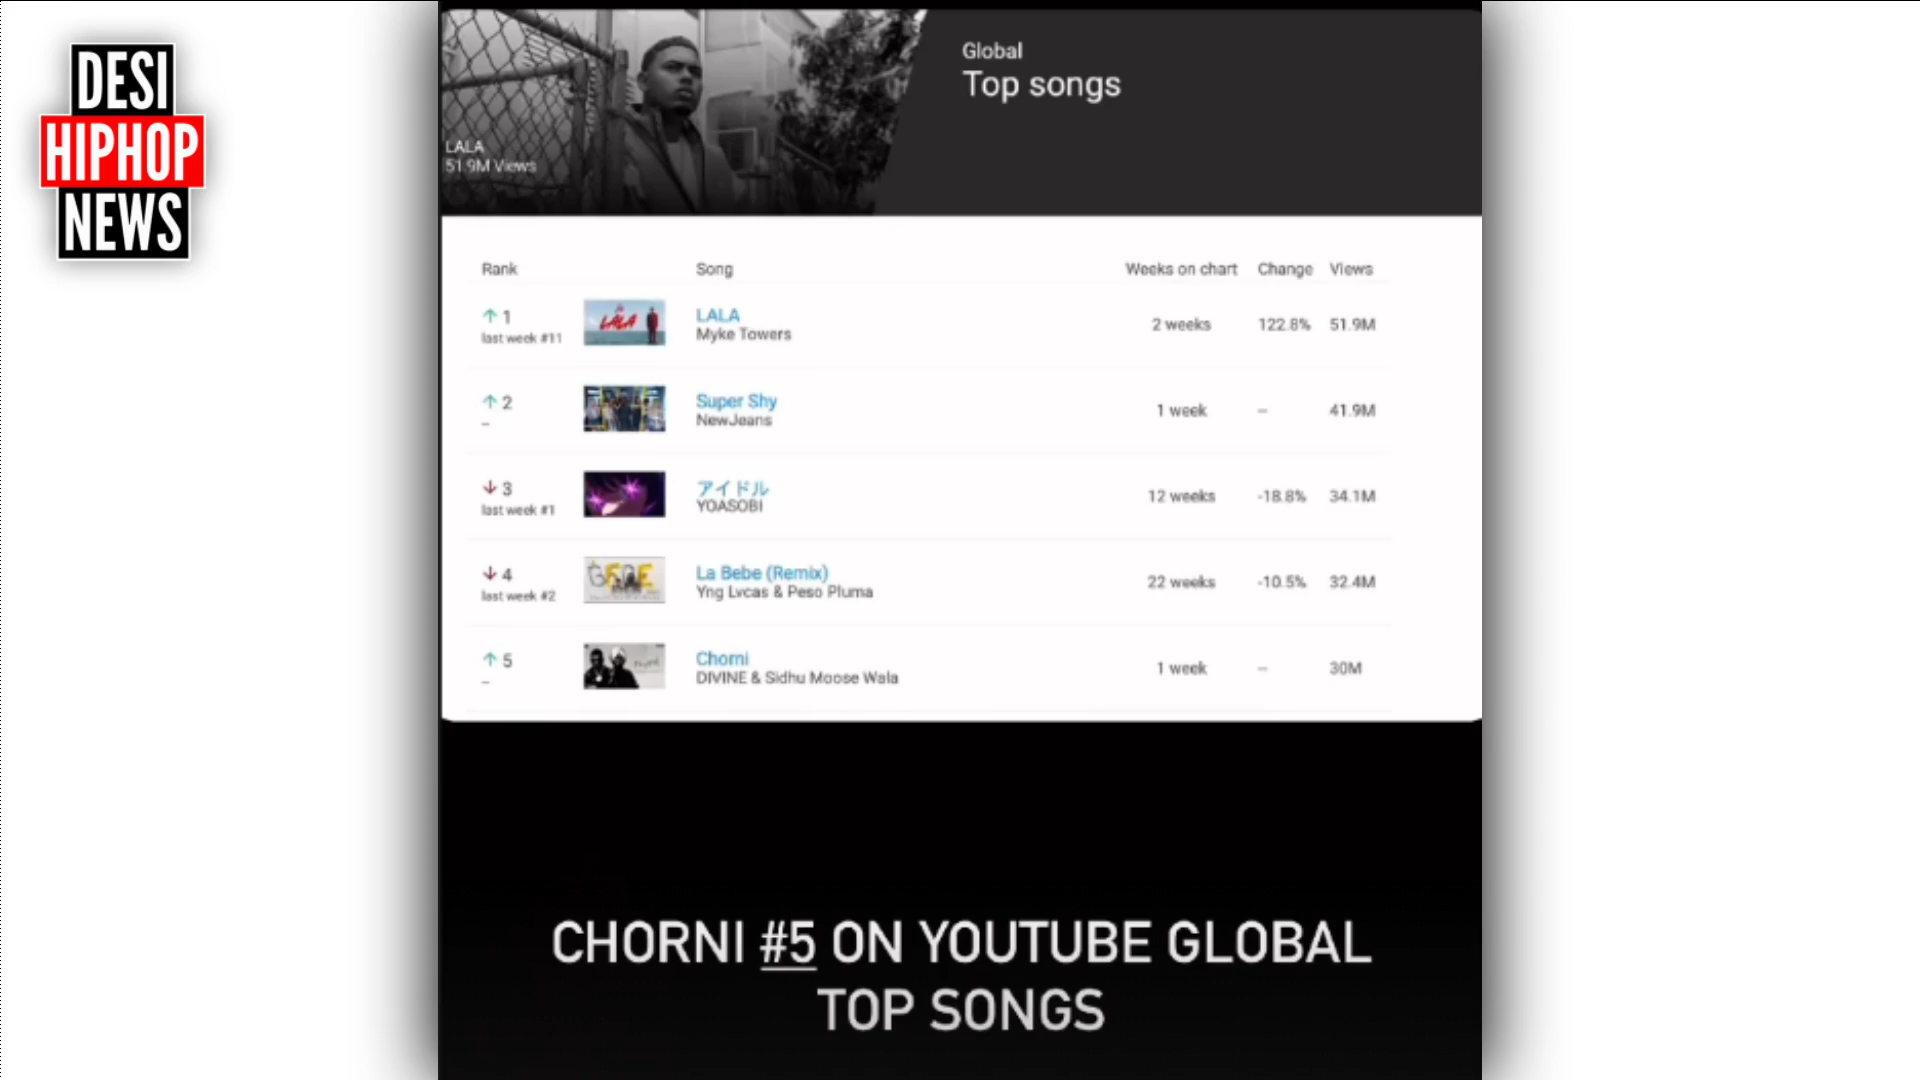 DESI
HIPHOP
NEWS
LALA
51.9M Views
Global
Top songs
Rank Song Weeks on chart Change Views
↑ 1
last week #11
LALA
LALA
Myke Towers
2 weeks 122.8% 51.9M
↑ 2
–
Super Shy
NewJeans
1 week – 41.9M
↓ 3
last week #1
アイドル
YOASOBI
12 weeks -18.8% 34.1M
↓ 4
last week #2
La Bebe (Remix)
Yng Lvcas & Peso Pluma
22 weeks -10.5% 32.4M
↑ 5
–
Chorni
DIVINE & Sidhu Moose Wala
1 week – 30M
CHORNI #5 ON YOUTUBE GLOBAL
TOP SONGS